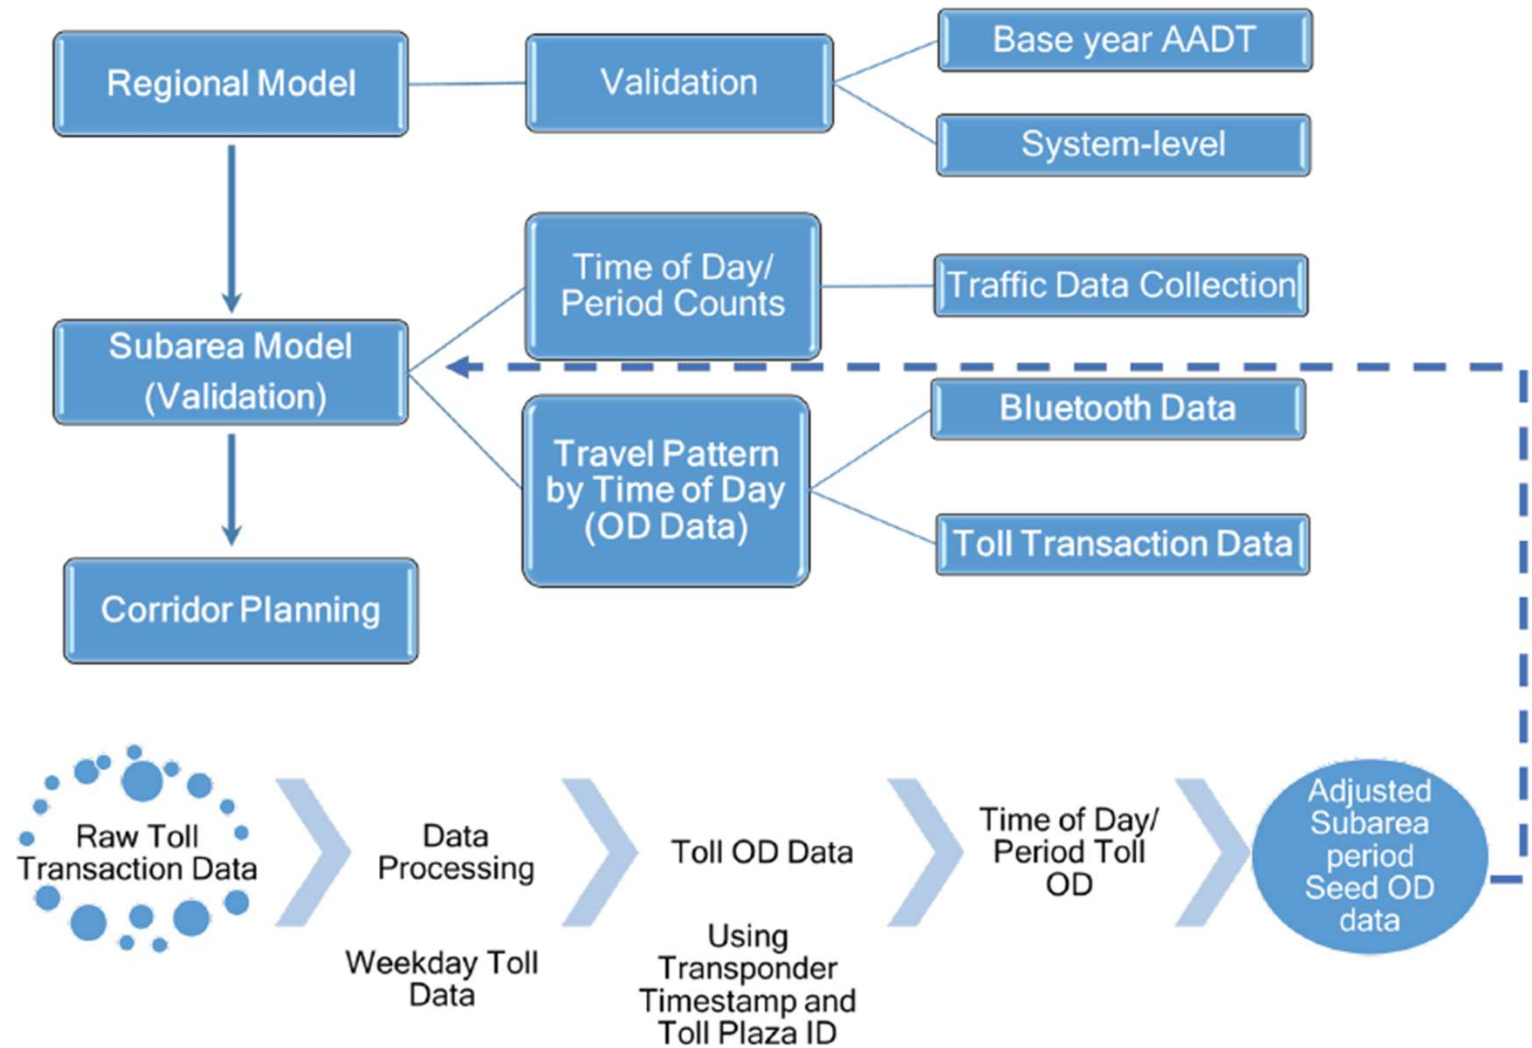 Regional Model
Validation
Base year AADT
System-level
Time of Day/
Period Counts
Traffic Data Collection
Subarea Model
(Validation)
Travel Pattern
by Time of Day
(OD Data)
Bluetooth Data
Toll Transaction Data
Corridor Planning
Raw Toll
Transaction Data
Data
Processing
Weekday Toll
Data
Toll OD Data
Using
Transponder
Timestamp and
Toll Plaza ID
Time of Day/
Period Toll
OD
Adjusted
Subarea
period
Seed OD
data